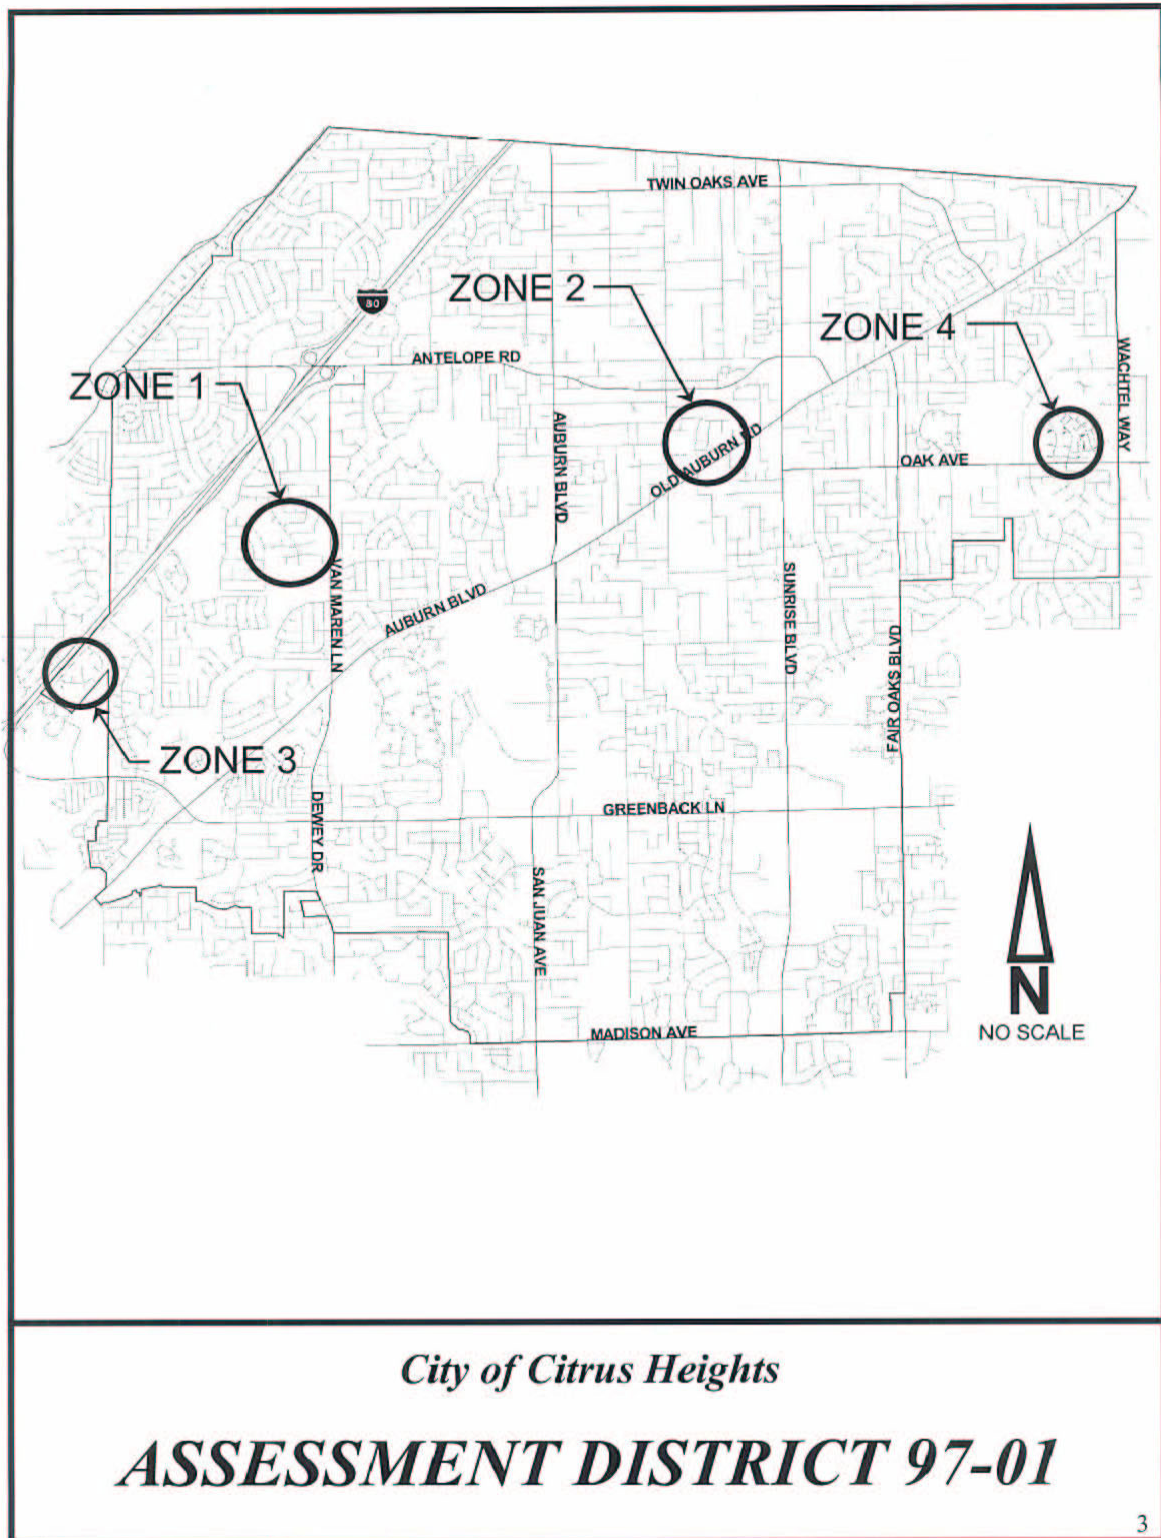 TWIN OAKS AVE
ZONE 2
80
ZONE 4
ANTELOPE RD
WACHTEL WAY
ZONE 1
AUBURN BLVD
OLD AUBURN RD
OAK AVE
VAN MAREN LN
AUBURN BLVD
SUNRISE BLVD
FAIR OAKS BLVD
ZONE 3
DEWEY DR
GREENBACK LN
SAN JUAN AVE
N
NO SCALE
MADISON AVE
City of Citrus Heights
ASSESSMENT DISTRICT 97-01
3